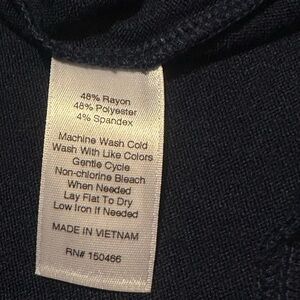 48% Rayon
48% Polyester
4% Spandex
Machine Wash Cold
Wash With Like Colors
Gentle Cycle
Non-chlorine Bleach
When Needed
Lay Flat To Dry
Low Iron If Needed
MADE IN VIETNAM
RN# 150466